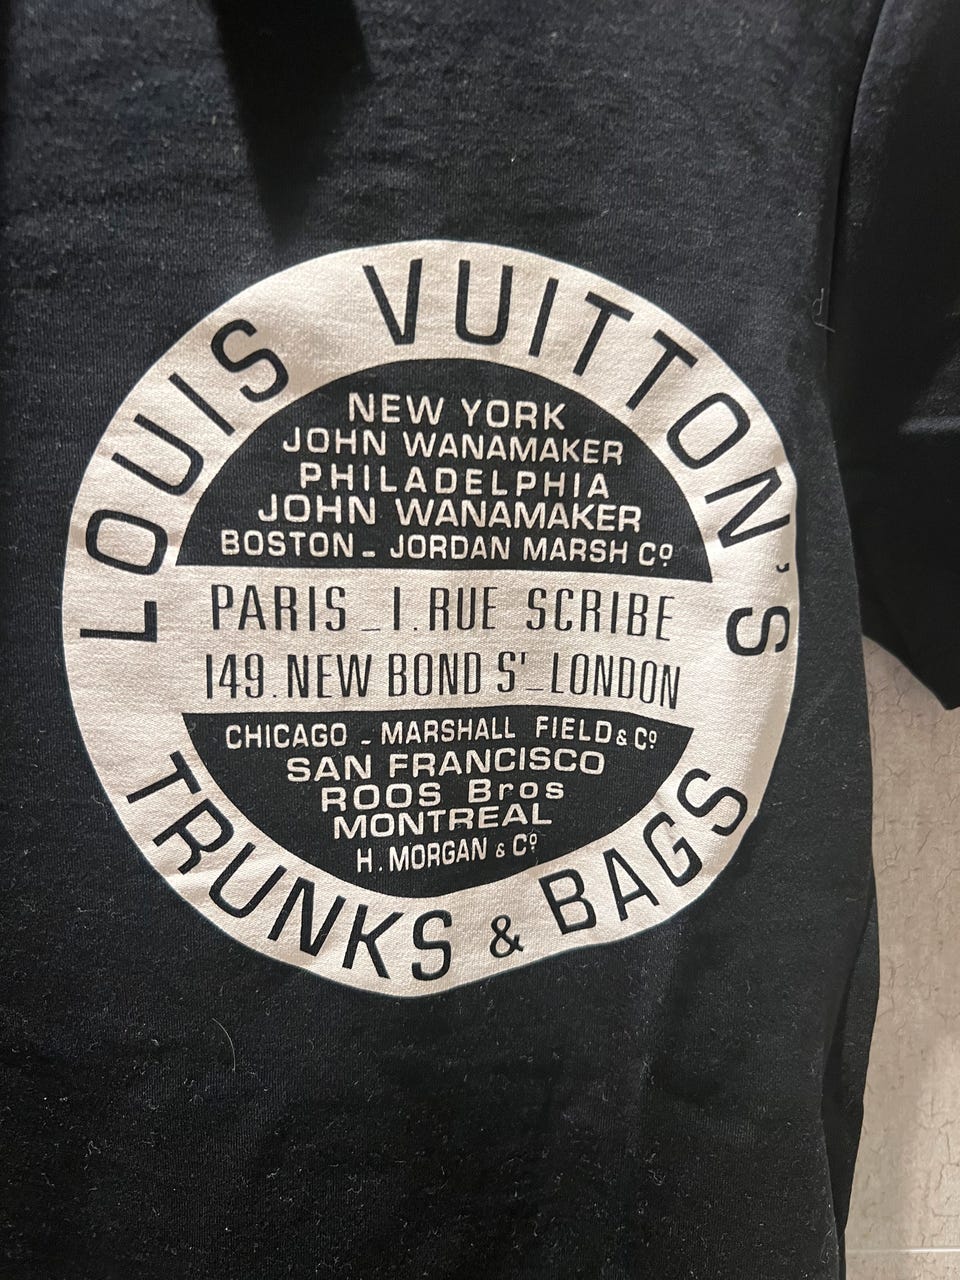 LOUIS VUITTON'S
NEW YORK
JOHN WANAMAKER
PHILADELPHIA
JOHN WANAMAKER
BOSTON - JORDAN MARSH Cº
PARIS _ 1. RUE SCRIBE
149. NEW BOND Sᵗ _ LONDON
CHICAGO - MARSHALL FIELD & Cº
SAN FRANCISCO
ROOS Bros
MONTREAL
H. MORGAN & Cº
TRUNKS & BAGS